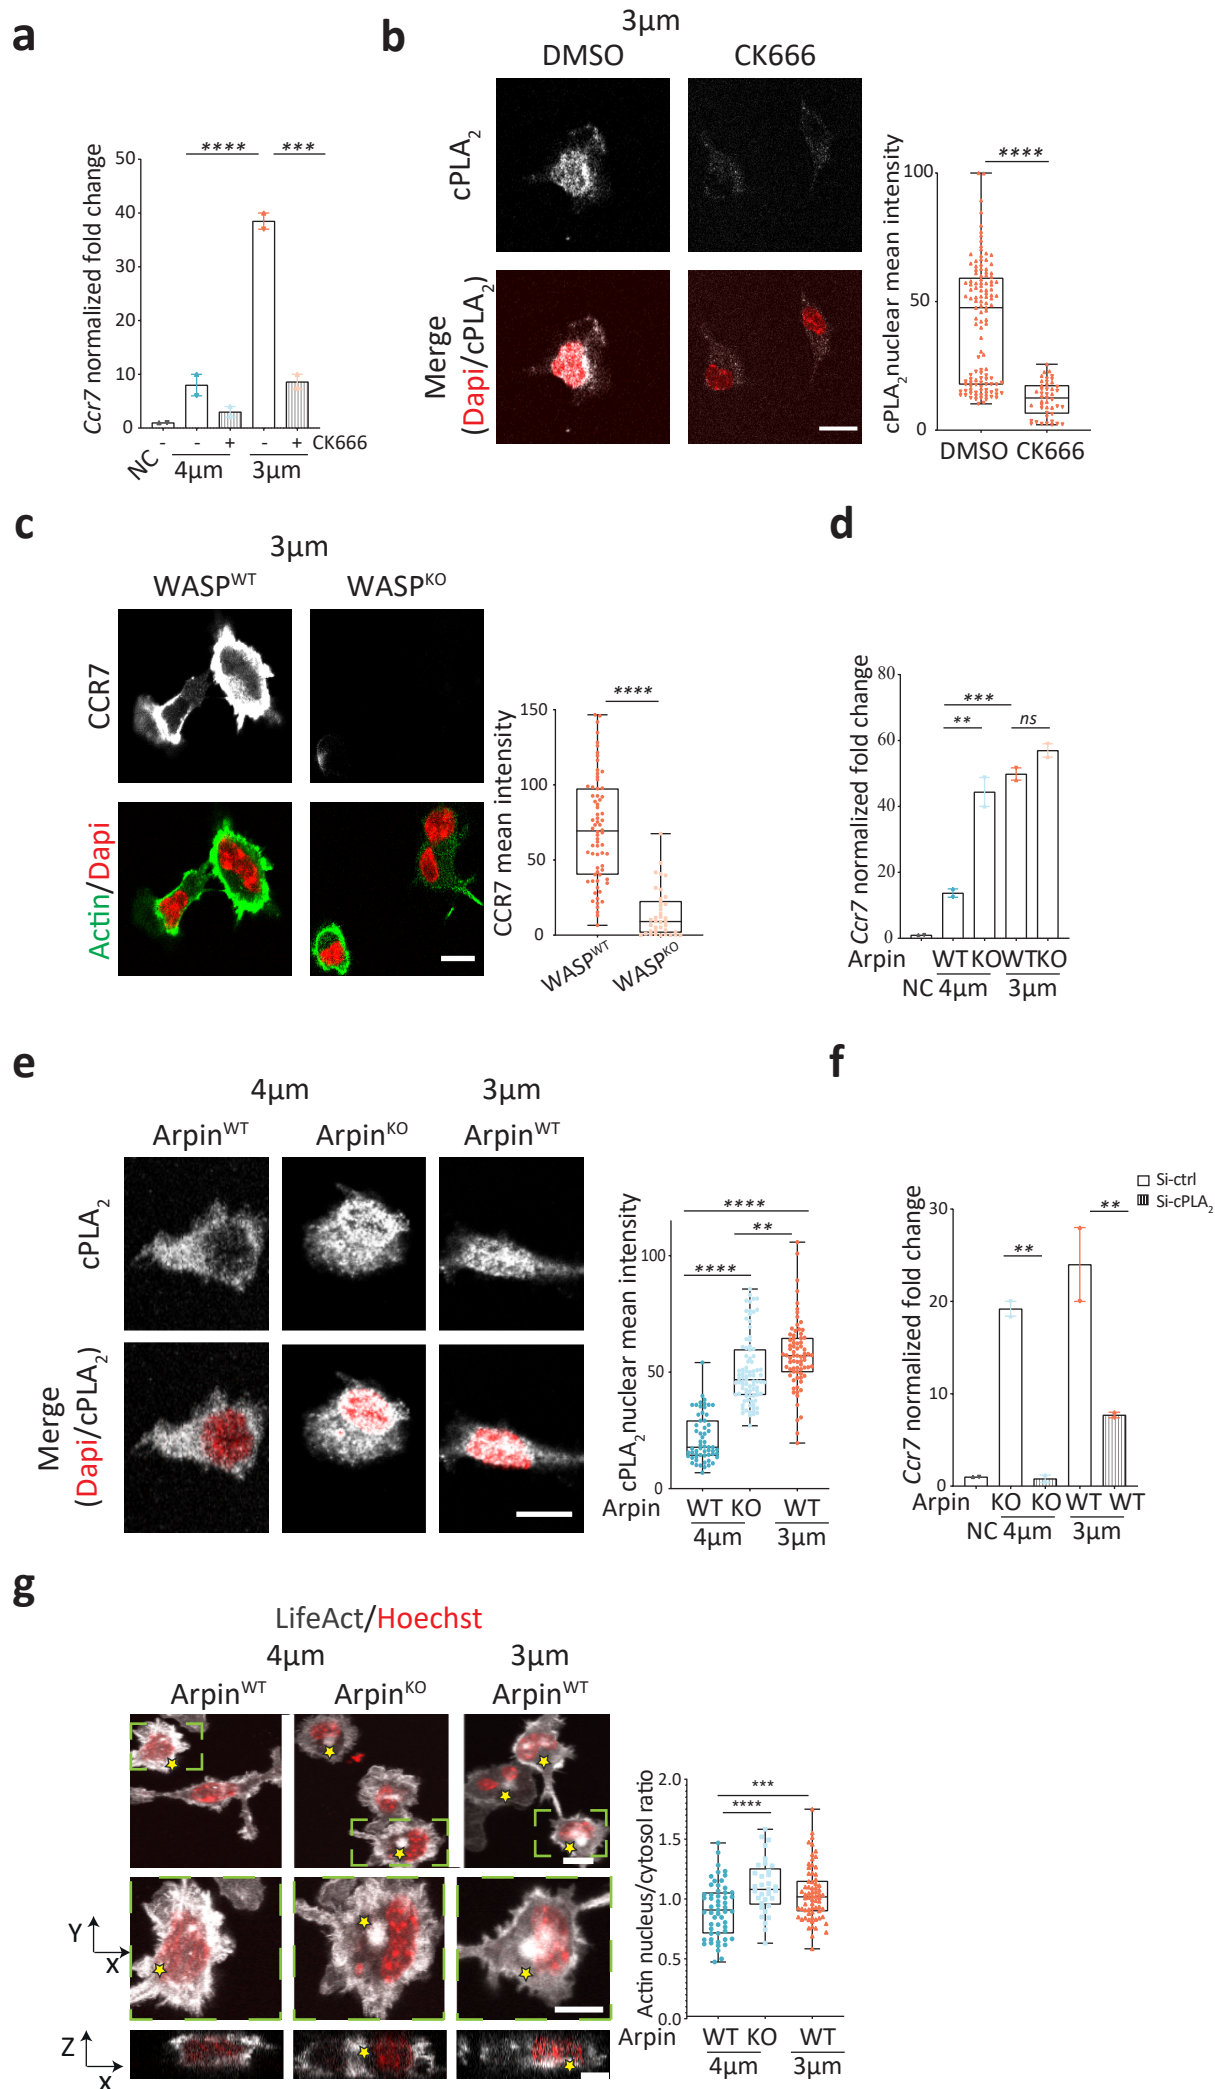 a
Ccr7 normalized fold change
50
40
30
20
10
0
****
***
- - + - + CK666
NC 4µm 3µm
b
3µm
DMSO CK666
cPLA2
Merge
(Dapi/cPLA2)
cPLA2 nuclear mean intensity
100
50
0
****
DMSO CK666
c
3µm
WASPWT WASPKO
CCR7
Actin/Dapi
CCR7 mean intensity
150
100
50
0
****
WASPWT WASPKO
d
Ccr7 normalized fold change
80
60
40
20
0
***
** ns
Arpin WT KO WT KO
NC 4µm 3µm
e
4µm 3µm
ArpinWT ArpinKO ArpinWT
cPLA2
Merge
(Dapi/cPLA2)
cPLA2 nuclear mean intensity
100
50
0
****
**
****
Arpin WT KO WT
4µm 3µm
f
Si-ctrl
Si-cPLA2
Ccr7 normalized fold change
30
20
10
0
**
**
Arpin KO KO WT WT
NC 4µm 3µm
g
LifeAct/Hoechst
4µm 3µm
ArpinWT ArpinKO ArpinWT
Y
X
Z
X
Actin nucleus/cytosol ratio
2.0
1.5
1.0
0.5
0.0
***
****
Arpin WT KO WT
4µm 3µm